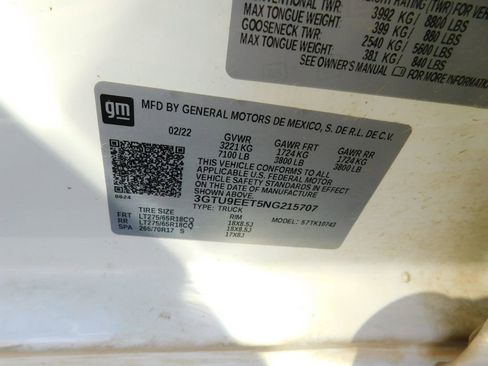 CONVENTIONAL TWR: 3992 KG / 8800 LBS
MAX TONGUE WEIGHT: 399 KG / 880 LBS
GOOSENECK TWR: 2540 KG / 5600 LBS
MAX TONGUE WEIGHT: 381 KG / 840 LBS
SEE OWNER'S MANUAL FOR MORE INFORMATION
gm
MFD BY GENERAL MOTORS DE MEXICO, S. DE R.L. DE C.V.
02/22 GVWR GAWR FRT GAWR RR
3221 KG 1724 KG 1724 KG
7100 LB 3800 LB 3800 LB
THIS VEHICLE CONFORMS TO ALL
APPLICABLE U.S. FEDERAL MOTOR
VEHICLE SAFETY STANDARDS IN EFFECT
ON THE DATE OF MANUFACTURE SHOWN ABOVE.
3GTU9EET5NG215707
TYPE: TRUCK
0624
TIRE SIZE RIM MODEL: 57TK10743
FRT LT275/65R18CQ 18X8.5J
RR LT275/65R18CQ 18X8.5J
SPA 265/70R17 S 17X8J